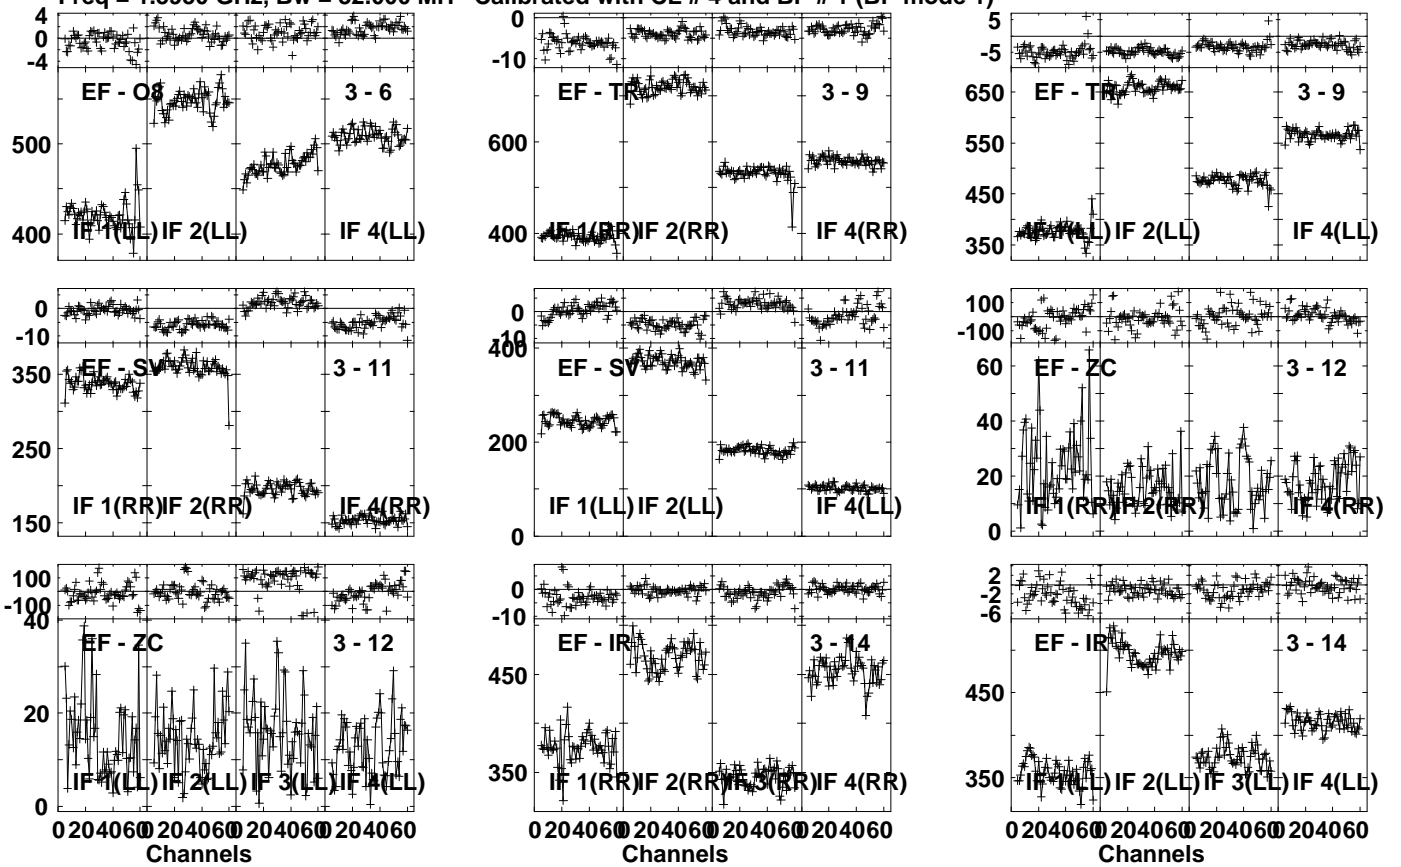 4
0
-4
EF - O8
3 - 6
500
400
IF 1(LL) IF 2(LL) IF 4(LL)
0
-10
EF - TR
3 - 9
600
400
IF 1(RR) IF 2(RR) IF 4(RR)
5
-5
EF - TR
3 - 9
650
550
450
350
IF 1(LL) IF 2(LL) IF 4(LL)
0
-10
EF - SV
3 - 11
350
250
150
IF 1(RR) IF 2(RR) IF 4(RR)
10
0
400
EF - SV
3 - 11
200
0
IF 1(LL) IF 2(LL) IF 4(LL)
100
-100
60
EF - ZC
3 - 12
40
20
0
IF 1(RR) IF 2(RR) IF 4(RR)
100
-100
40
EF - ZC
3 - 12
20
0
IF 1(LL) IF 2(LL) IF 3(LL) IF 4(LL)
0 204060 0 204060 0 204060 0 204060
Channels
0
-10
EF - IR
3 - 14
450
350
IF 1(RR) IF 2(RR) IF 3(RR) IF 4(RR)
0 204060 0 204060 0 204060 0 204060
Channels
2
-2
-6
EF - IR
3 - 14
450
350
IF 1(LL) IF 2(LL) IF 3(LL) IF 4(LL)
0 204060 0 204060 0 204060 0 204060
Channels